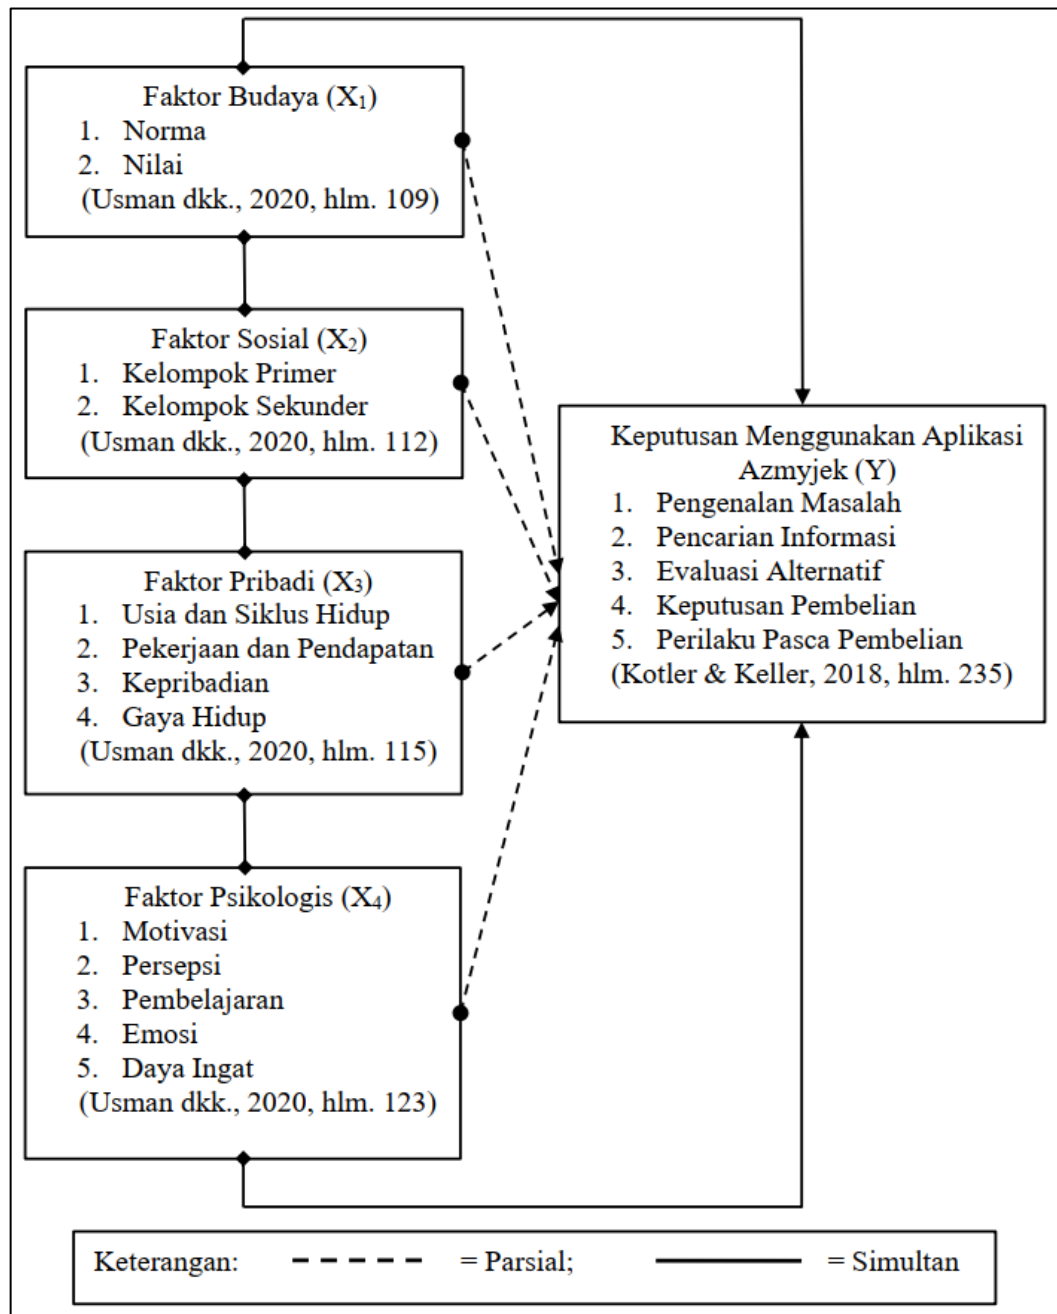 Faktor Budaya (X₁)
1. Norma
2. Nilai
(Usman dkk., 2020, hlm. 109)
Faktor Sosial (X₂)
1. Kelompok Primer
2. Kelompok Sekunder
(Usman dkk., 2020, hlm. 112)
Faktor Pribadi (X₃)
1. Usia dan Siklus Hidup
2. Pekerjaan dan Pendapatan
3. Kepribadian
4. Gaya Hidup
(Usman dkk., 2020, hlm. 115)
Faktor Psikologis (X₄)
1. Motivasi
2. Persepsi
3. Pembelajaran
4. Emosi
5. Daya Ingat
(Usman dkk., 2020, hlm. 123)
Keputusan Menggunakan Aplikasi
Azmyjek (Y)
1. Pengenalan Masalah
2. Pencarian Informasi
3. Evaluasi Alternatif
4. Keputusan Pembelian
5. Perilaku Pasca Pembelian
(Kotler & Keller, 2018, hlm. 235)
Keterangan: = Parsial; = Simultan